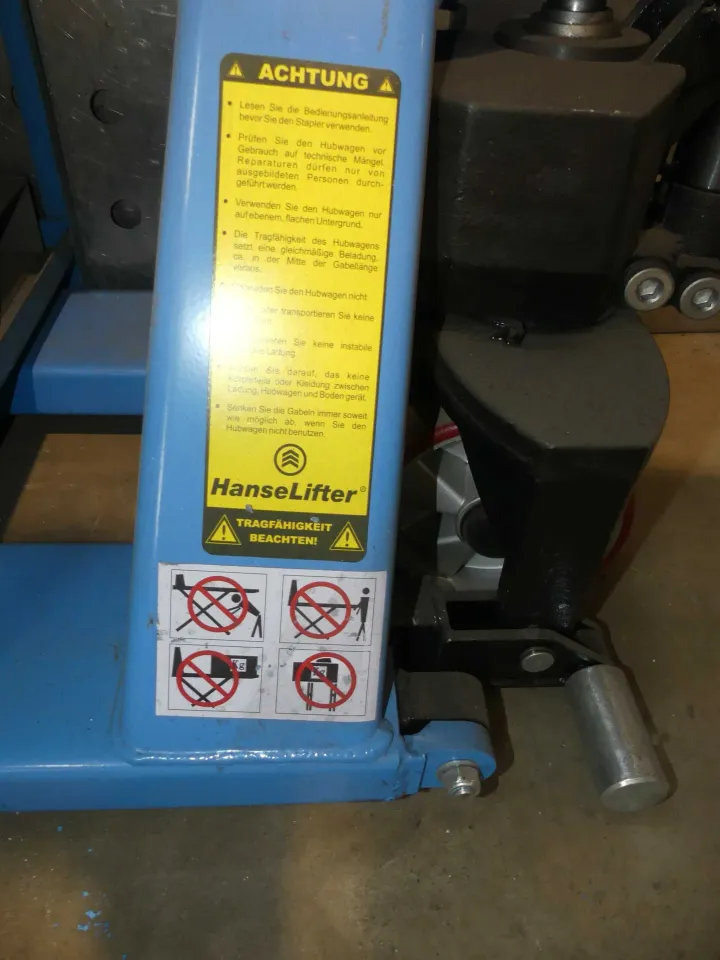 ACHTUNG
• Lesen Sie die Bedienungsanleitung
bevor Sie den Stapler verwenden.
• Prüfen Sie den Hubwagen vor
Gebrauch auf technische Mängel.
Reparaturen dürfen nur von
ausgebildeten Personen durch-
geführt werden.
• Verwenden Sie den Hubwagen nur
auf ebenem, flachen Untergrund.
• Die Tragfähigkeit des Hubwagens
setzt eine gleichmäßige Beladung,
ca. in der Mitte der Gabellänge
voraus.
Sie den Hubwagen nicht
oder transportieren Sie keine
Sie keine instabile
Ladung
Sie darauf, das keine
Körperteile oder Kleidung zwischen
Ladung, Hubwagen und Boden gerät.
• Senken Sie die Gabeln immer soweit
wie möglich ab, wenn Sie den
Hubwagen nicht benutzen.
HanseLifter®
TRAGFÄHIGKEIT
BEACHTEN!
Kg
Kg